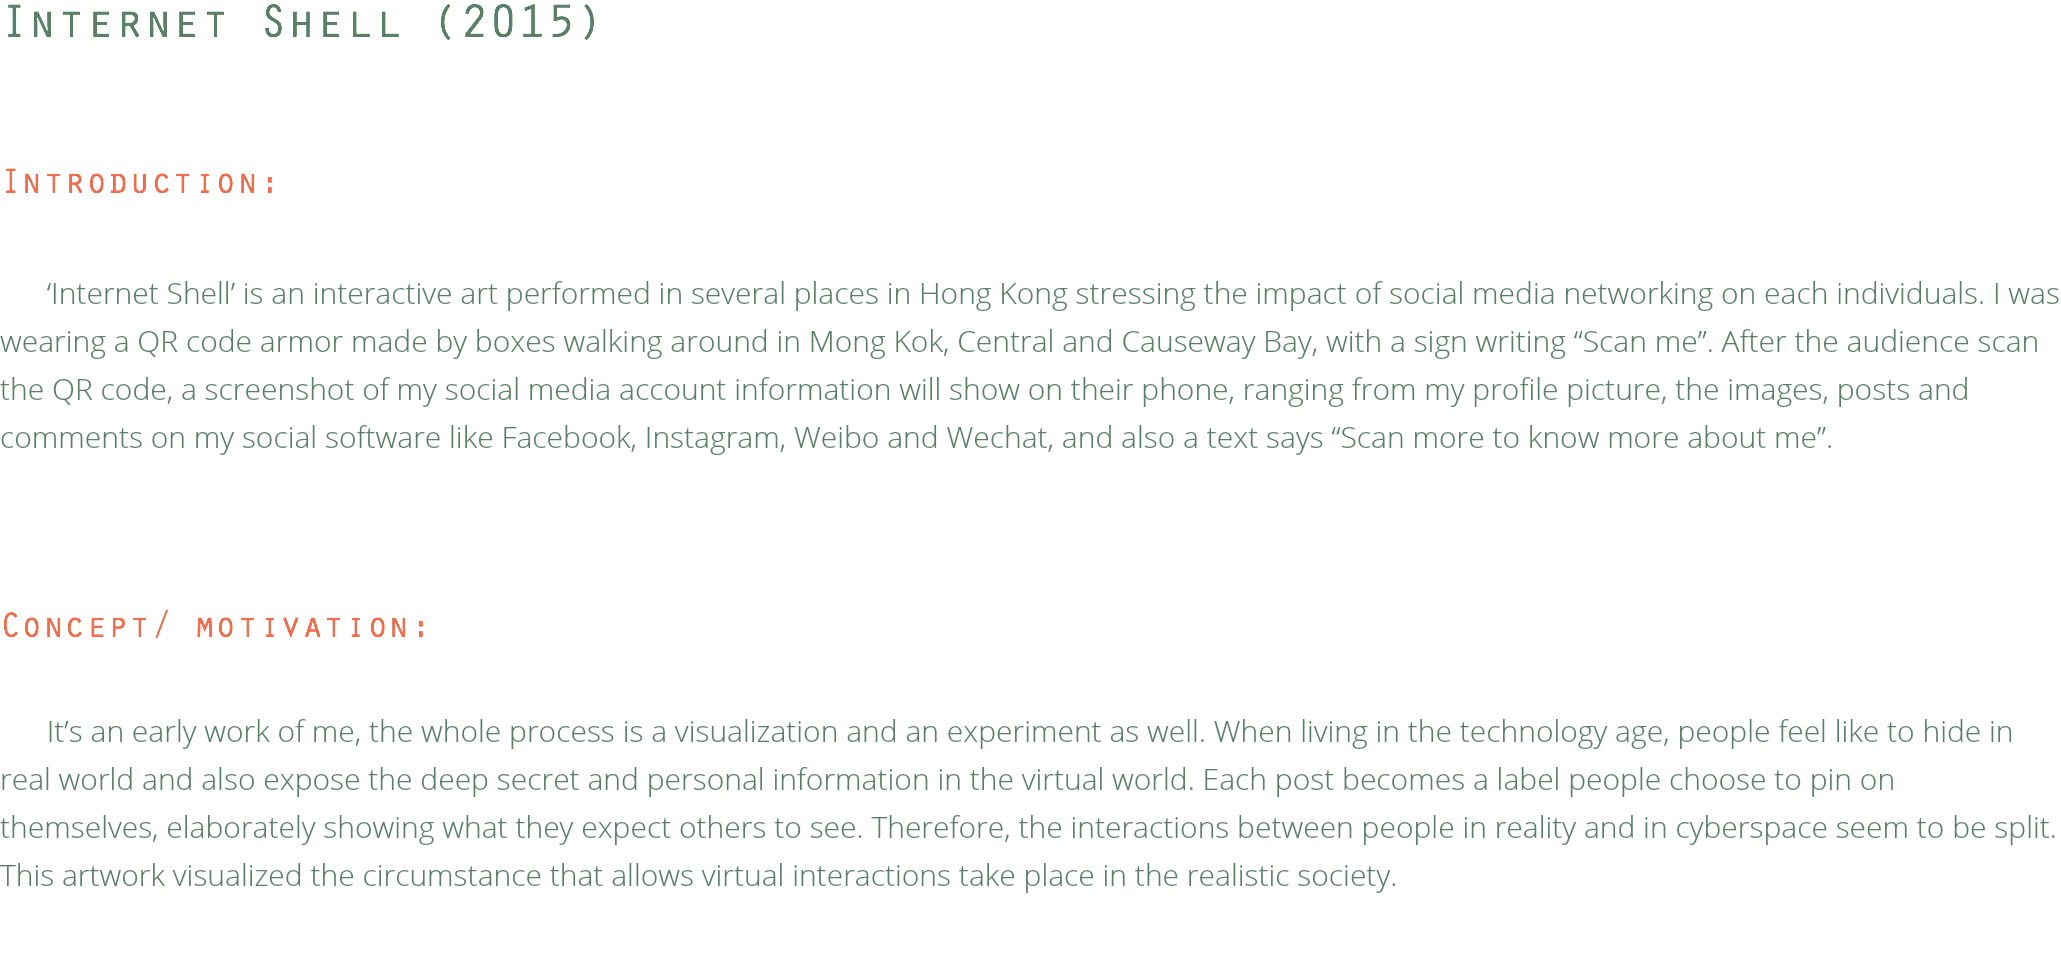 Internet Shell (2015)
Introduction:
‘Internet Shell’ is an interactive art performed in several places in Hong Kong stressing the impact of social media networking on each individuals. I was
wearing a QR code armor made by boxes walking around in Mong Kok, Central and Causeway Bay, with a sign writing “Scan me”. After the audience scan
the QR code, a screenshot of my social media account information will show on their phone, ranging from my profile picture, the images, posts and
comments on my social software like Facebook, Instagram, Weibo and Wechat, and also a text says “Scan more to know more about me”.
Concept/ motivation:
It’s an early work of me, the whole process is a visualization and an experiment as well. When living in the technology age, people feel like to hide in
real world and also expose the deep secret and personal information in the virtual world. Each post becomes a label people choose to pin on
themselves, elaborately showing what they expect others to see. Therefore, the interactions between people in reality and in cyberspace seem to be split.
This artwork visualized the circumstance that allows virtual interactions take place in the realistic society.